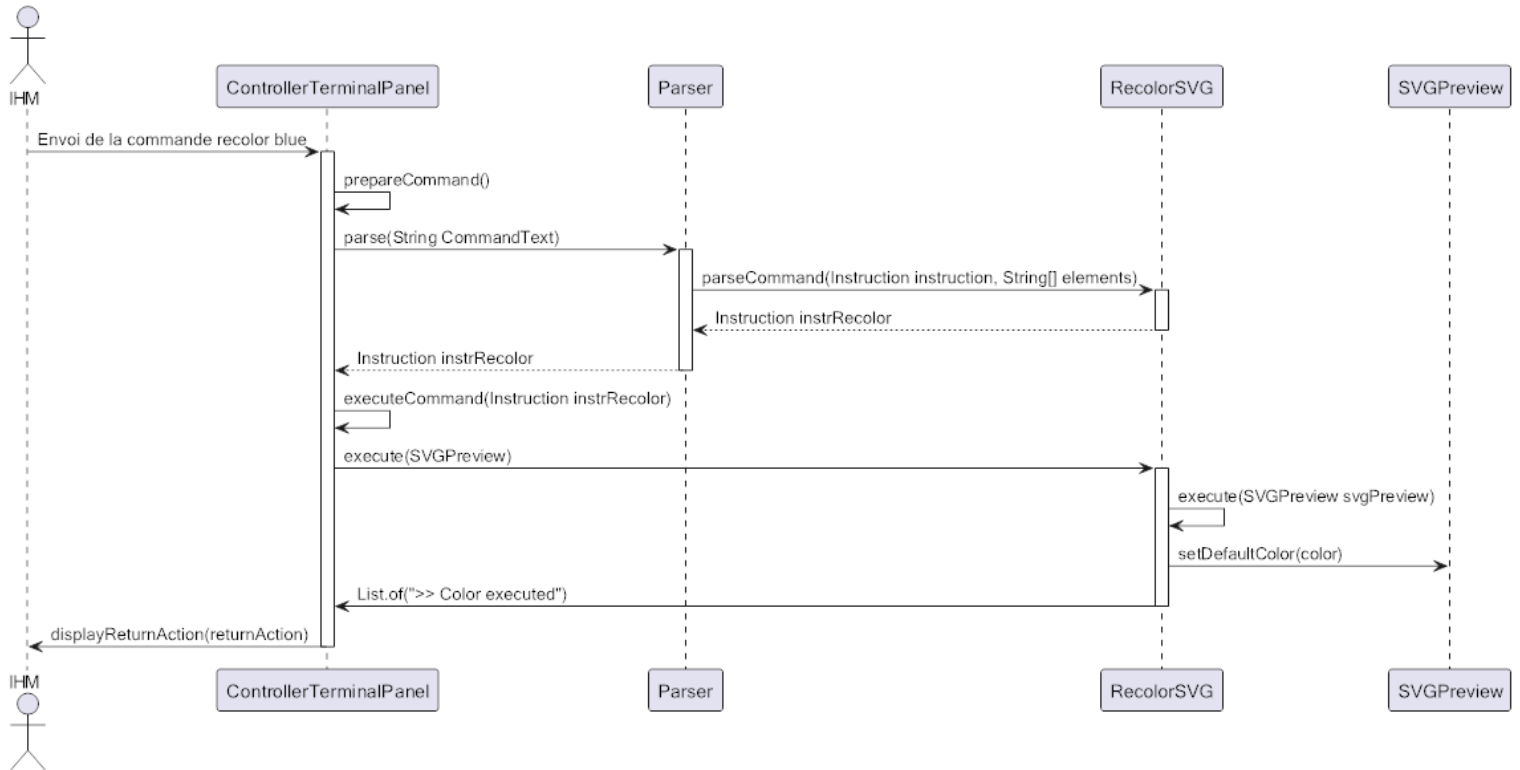 IHM
ControllerTerminalPanel
Parser
RecolorSVG
SVGPreview
Envoi de la commande recolor blue
prepareCommand()
parse(String CommandText)
parseCommand(Instruction instruction, String[] elements)
Instruction instrRecolor
Instruction instrRecolor
executeCommand(Instruction instrRecolor)
execute(SVGPreview)
execute(SVGPreview svgPreview)
setDefaultColor(color)
List.of(">> Color executed")
displayReturnAction(returnAction)
IHM
ControllerTerminalPanel
Parser
RecolorSVG
SVGPreview